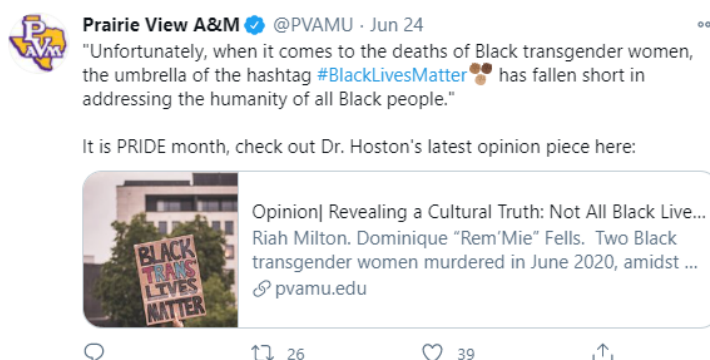 Prairie View A&M @PVAMU · Jun 24
"Unfortunately, when it comes to the deaths of Black transgender women,
the umbrella of the hashtag #BlackLivesMatter has fallen short in
addressing the humanity of all Black people."
It is PRIDE month, check out Dr. Hoston's latest opinion piece here:
Opinion| Revealing a Cultural Truth: Not All Black Live...
Riah Milton. Dominique “Rem’Mie” Fells. Two Black
transgender women murdered in June 2020, amidst ...
pvamu.edu
BLACK
TRANS
LIVES
MATTER
26 39
PVAM